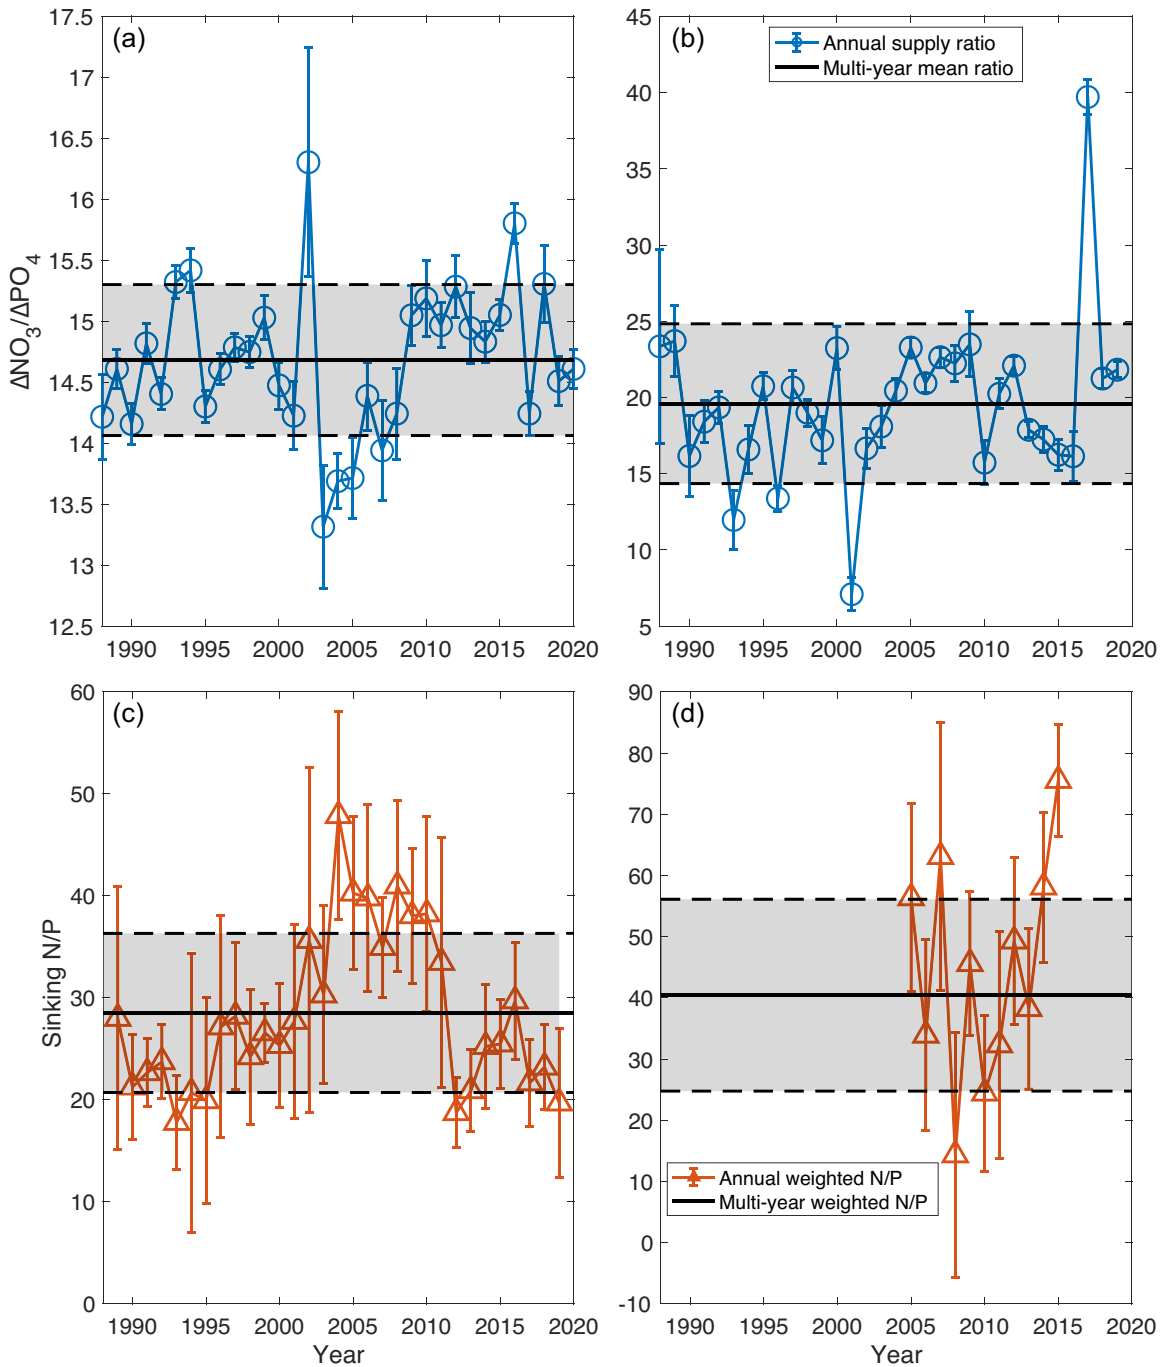 (a)
17.5
17
16.5
16
15.5
15
14.5
14
13.5
13
12.5
ΔNO3/ΔPO4
1990 1995 2000 2005 2010 2015 2020
(b)
Annual supply ratio
Multi-year mean ratio
45
40
35
30
25
20
15
10
5
1990 1995 2000 2005 2010 2015 2020
(c)
60
50
40
30
20
10
0
Sinking N/P
1990 1995 2000 2005 2010 2015 2020
Year
(d)
90
80
70
60
50
40
30
20
10
0
-10
Annual weighted N/P
Multi-year weighted N/P
1990 1995 2000 2005 2010 2015 2020
Year